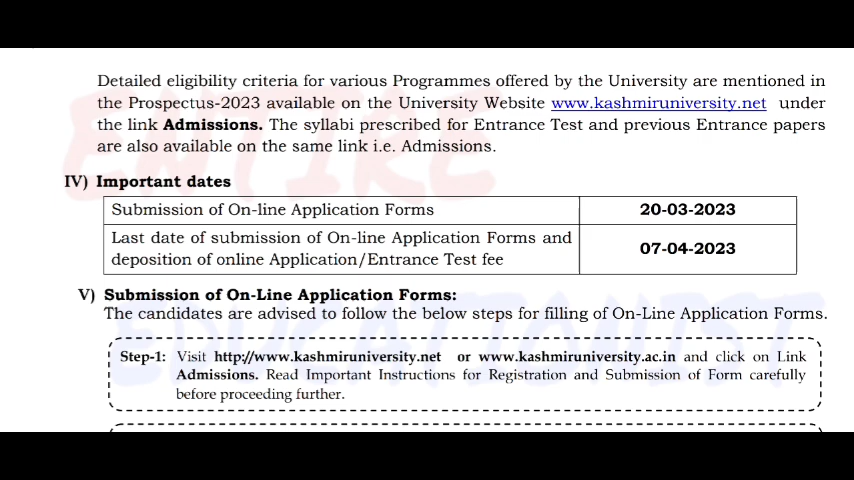 Detailed eligibility criteria for various Programmes offered by the University are mentioned in
the Prospectus-2023 available on the University Website www.kashmiruniversity.net under
the link Admissions. The syllabi prescribed for Entrance Test and previous Entrance papers
are also available on the same link i.e. Admissions.
IV) Important dates
Submission of On-line Application Forms 20-03-2023
Last date of submission of On-line Application Forms and
deposition of online Application/Entrance Test fee 07-04-2023
V) Submission of On-Line Application Forms:
The candidates are advised to follow the below steps for filling of On-Line Application Forms.
Step-1: Visit http://www.kashmiruniversity.net or www.kashmiruniversity.ac.in and click on Link
Admissions. Read Important Instructions for Registration and Submission of Form carefully
before proceeding further.
ENTIRE
EDUCATIONIST